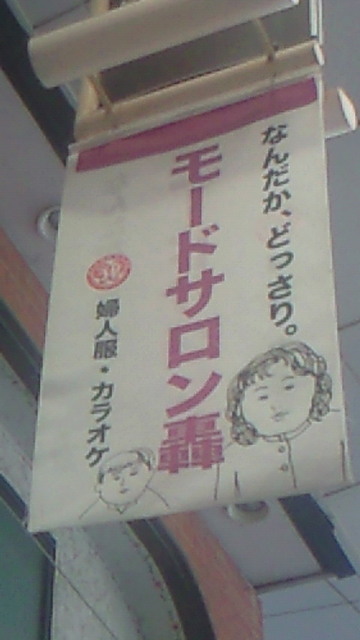 なんだか、どっさり。
モードサロン轟
婦人服・カラオケ